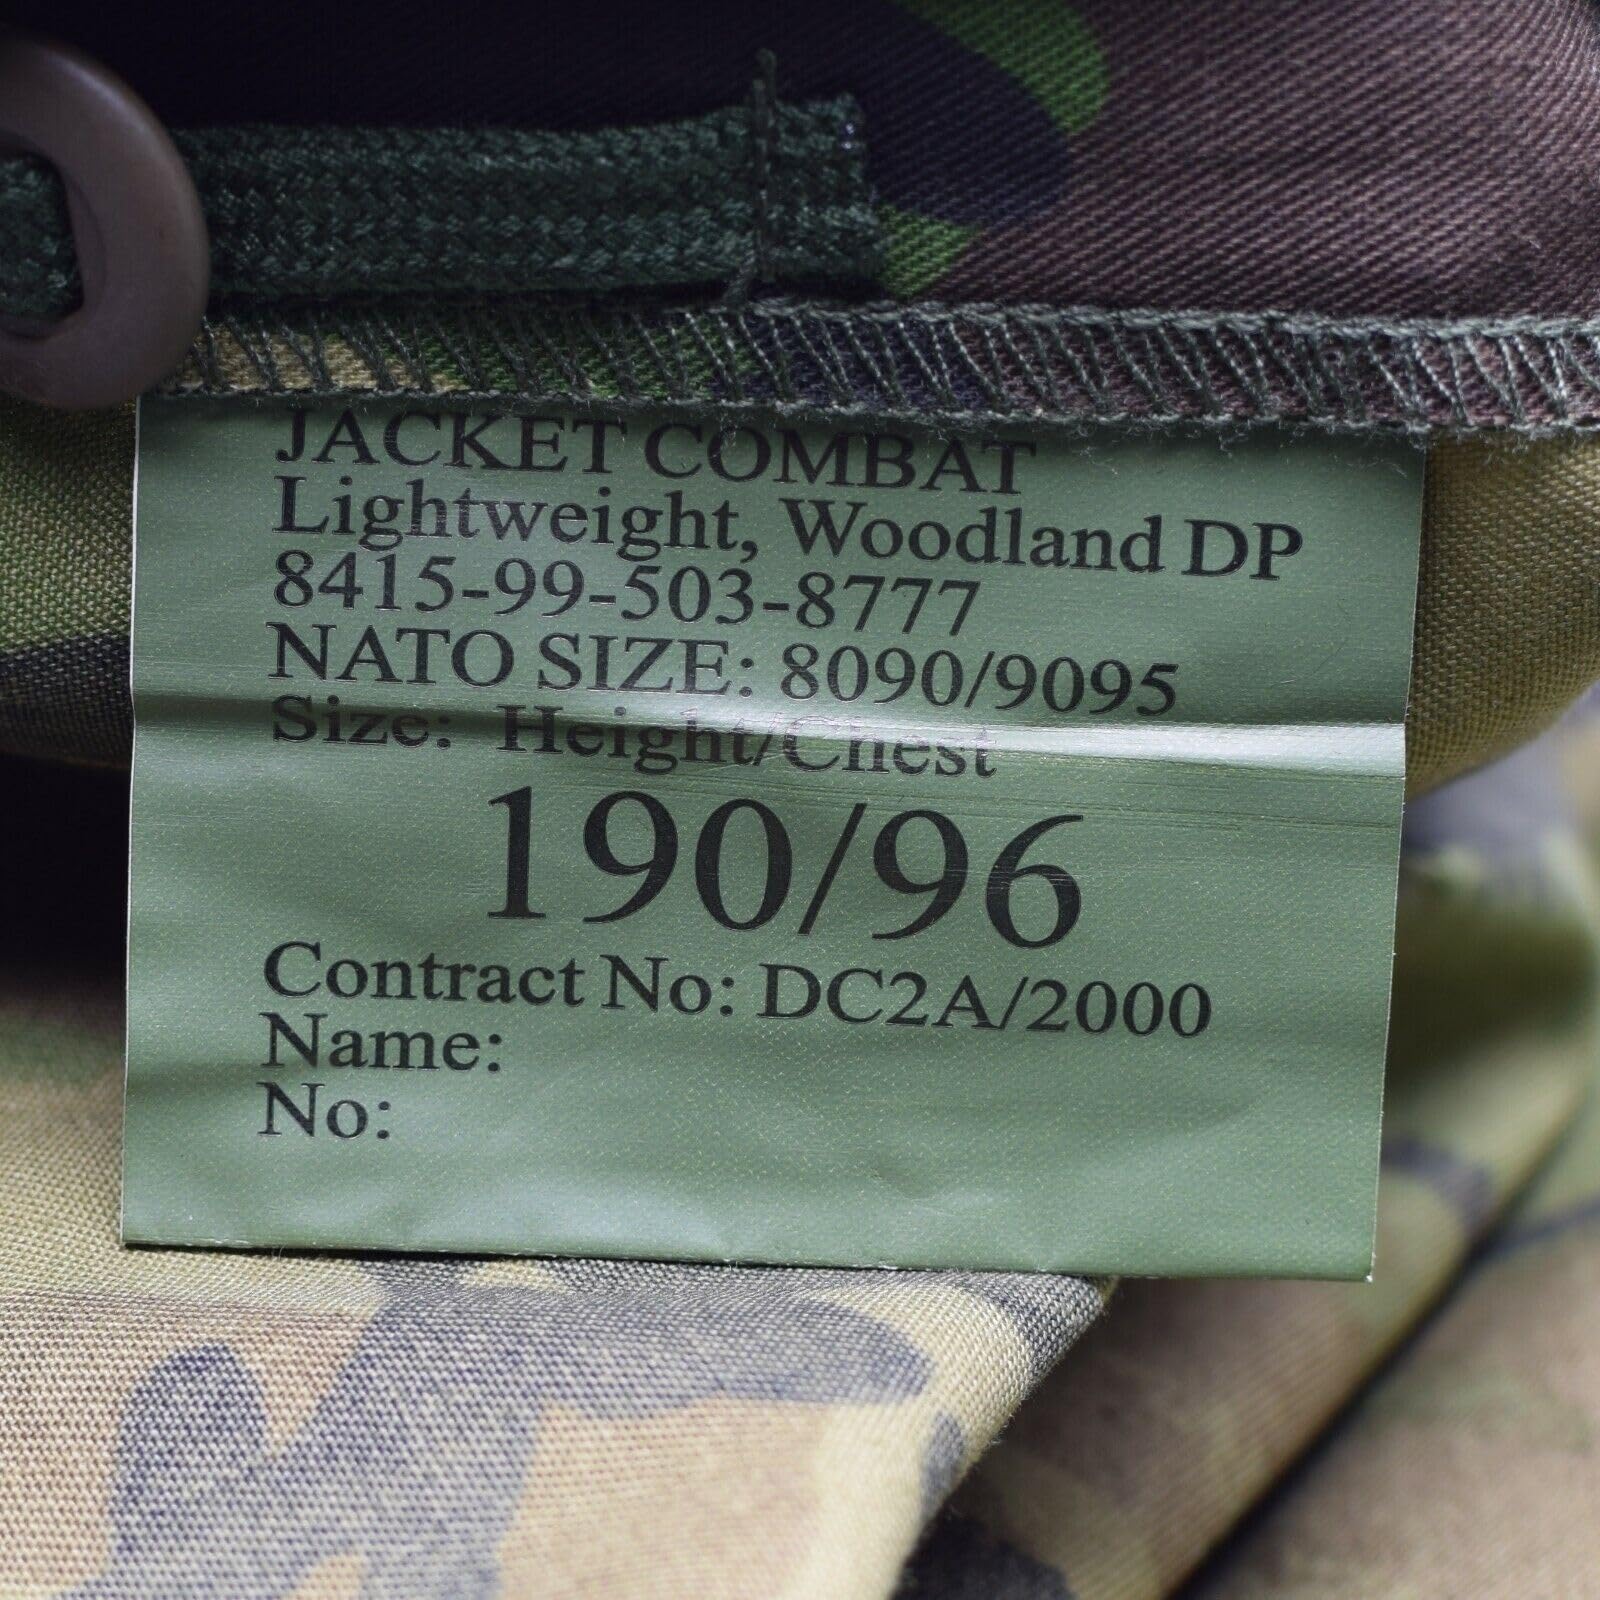 JACKET COMBAT
Lightweight, Woodland DP
8415-99-503-8777
NATO SIZE: 8090/9095
Size: Height/Chest
190/96
Contract No: DC2A/2000
Name:
No: